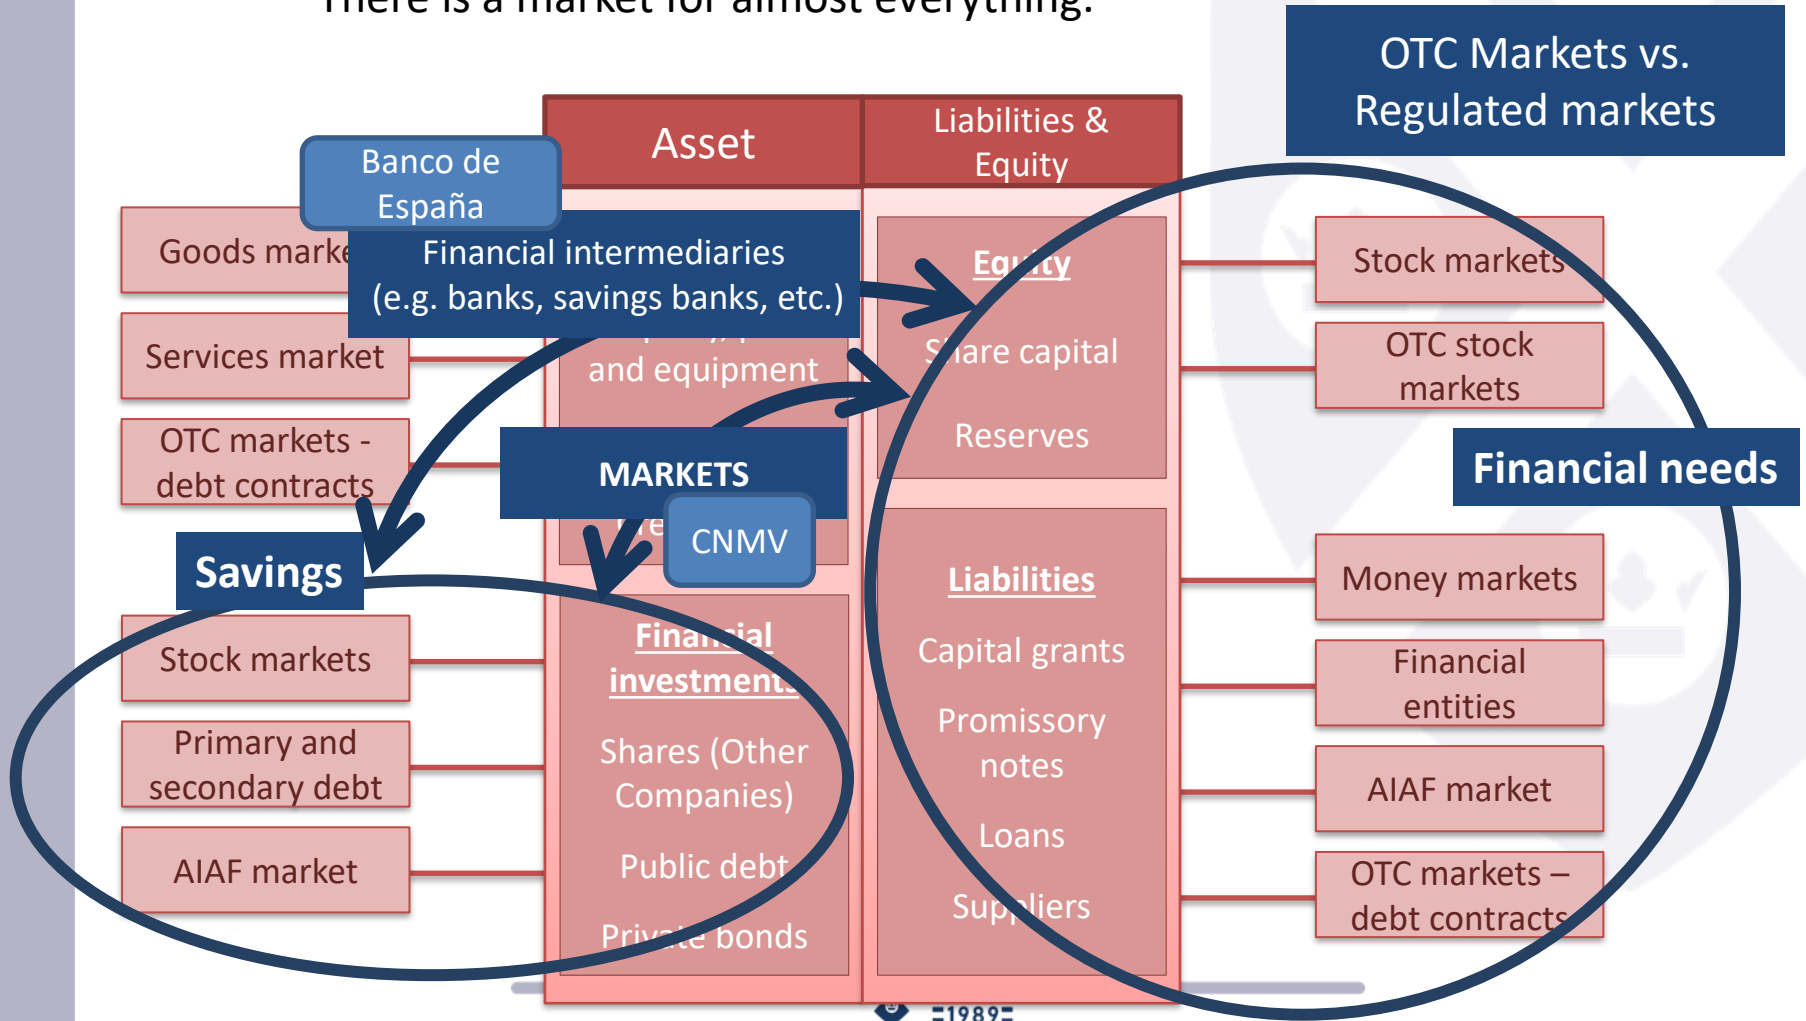 There is a market for almost everything.
OTC Markets vs.
Regulated markets
Asset
Liabilities &
Equity
Banco de
España
Financial intermediaries
(e.g. banks, savings banks, etc.)
Goods
Services market
OTC markets -
debt contracts
and equipment
MARKETS
CNMV
Savings
Stock markets
Primary and
secondary debt
AIAF market
Financial
investments
Shares (Other
Companies)
Public debt
Private bonds
Equity
Share capital
Reserves
Liabilities
Capital grants
Promissory
notes
Loans
Suppliers
Stock markets
OTC stock
markets
Financial needs
Money markets
Financial
entities
AIAF market
OTC markets –
debt contracts
1989